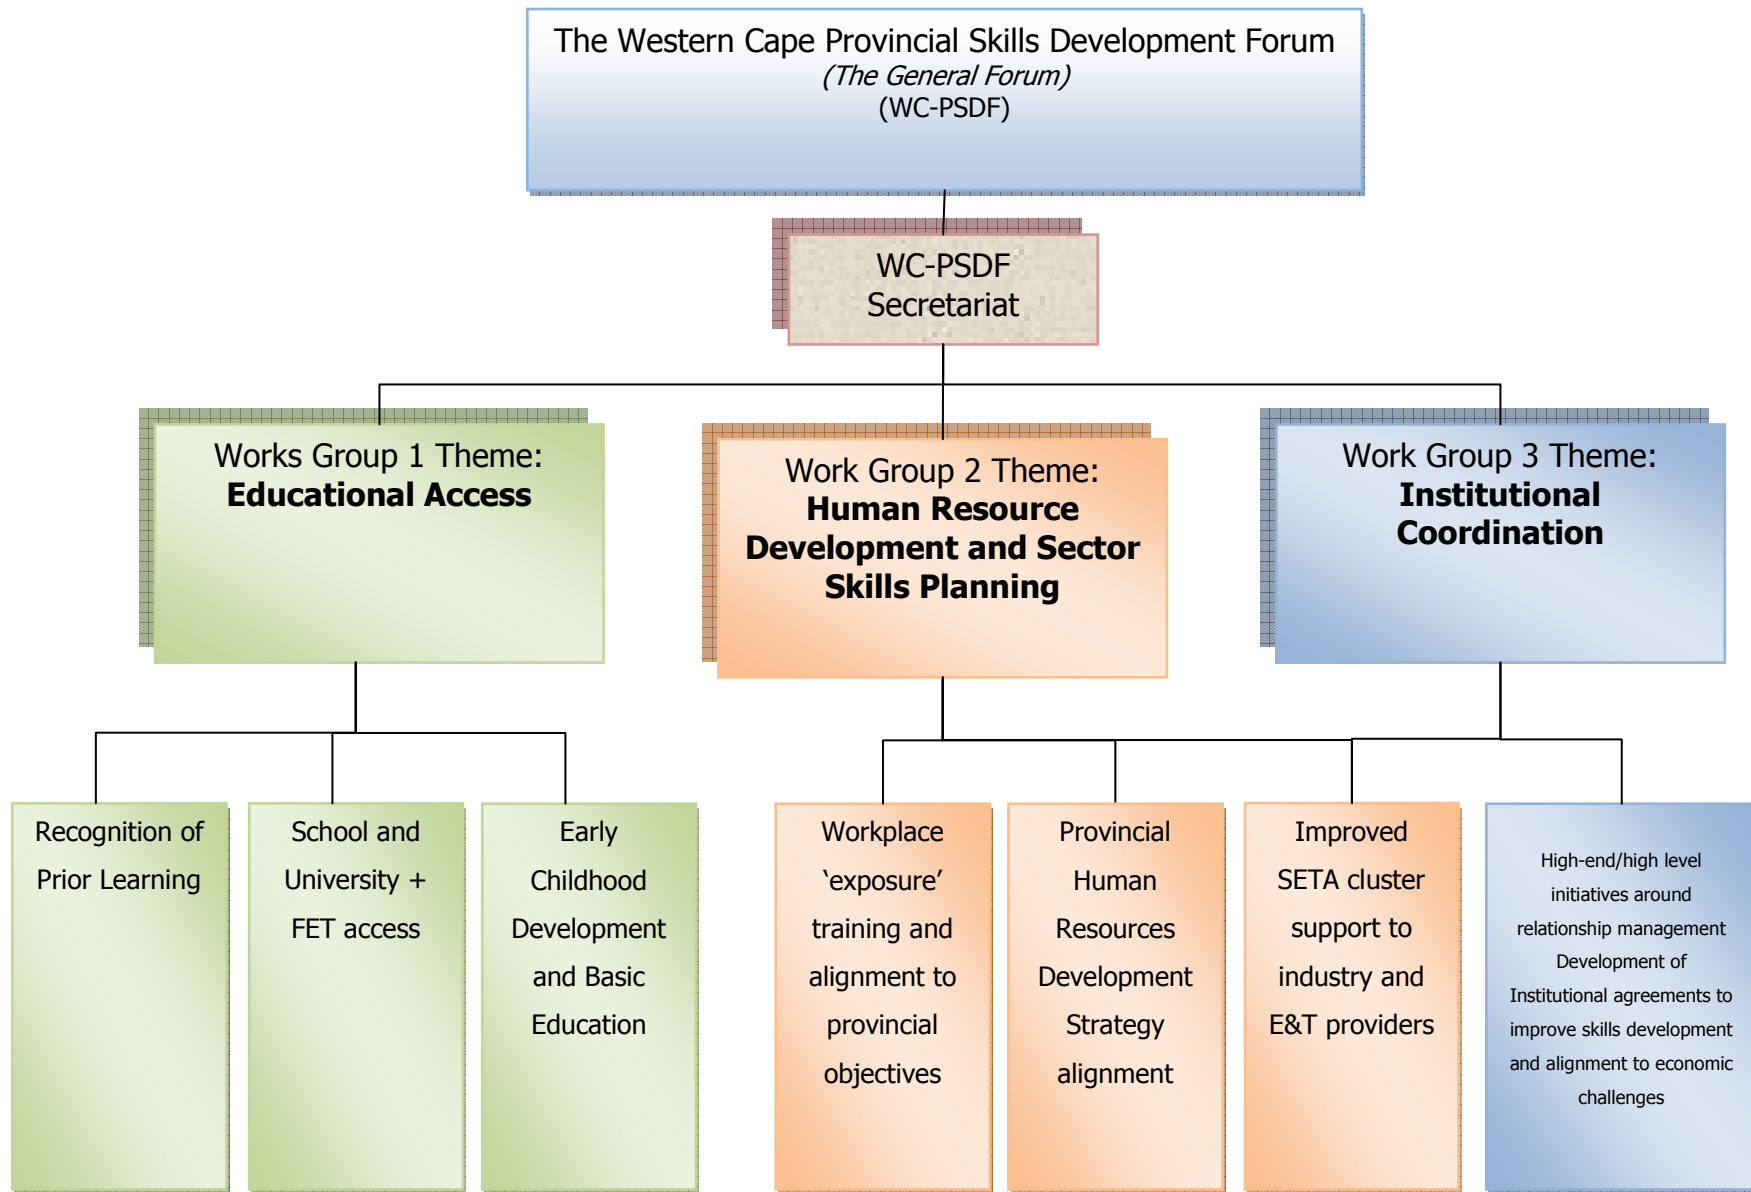 The Western Cape Provincial Skills Development Forum
(The General Forum)
(WC-PSDF)
WC-PSDF
Secretariat
Works Group 1 Theme:
Educational Access
Work Group 2 Theme:
Human Resource
Development and Sector
Skills Planning
Work Group 3 Theme:
Institutional
Coordination
Recognition of
Prior Learning
School and
University +
FET access
Early
Childhood
Development
and Basic
Education
Workplace
‘exposure’
training and
alignment to
provincial
objectives
Provincial
Human
Resources
Development
Strategy
alignment
Improved
SETA cluster
support to
industry and
E&T providers
High-end/high level
initiatives around
relationship management
Development of
Institutional agreements to
improve skills development
and alignment to economic
challenges